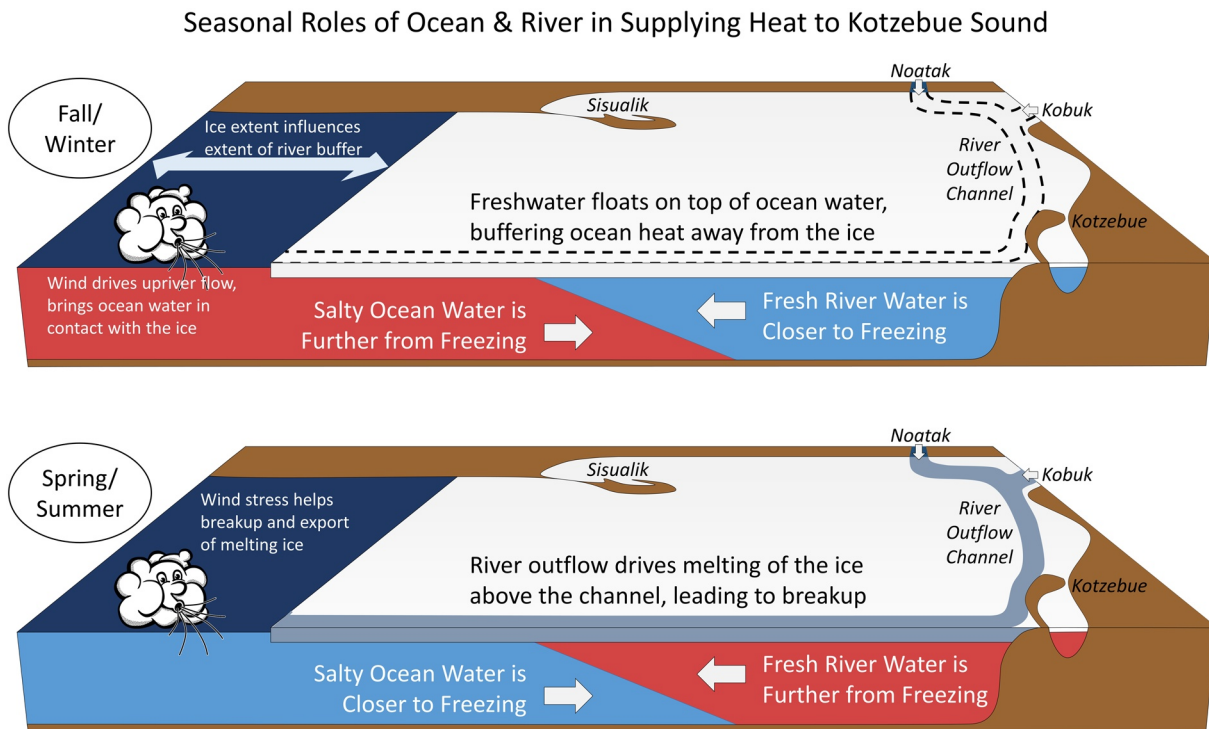 Seasonal Roles of Ocean & River in Supplying Heat to Kotzebue Sound
Fall/
Winter
Ice extent influences
extent of river buffer
Sisualik
Noatak
Kobuk
River
Outflow
Channel
Kotzebue
Freshwater floats on top of ocean water,
buffering ocean heat away from the ice
Wind drives upriver flow,
brings ocean water in
contact with the ice
Salty Ocean Water is
Further from Freezing
Fresh River Water is
Closer to Freezing
Spring/
Summer
Wind stress helps
breakup and export
of melting ice
Sisualik
Noatak
Kobuk
River
Outflow
Channel
Kotzebue
River outflow drives melting of the ice
above the channel, leading to breakup
Salty Ocean Water is
Closer to Freezing
Fresh River Water is
Further from Freezing